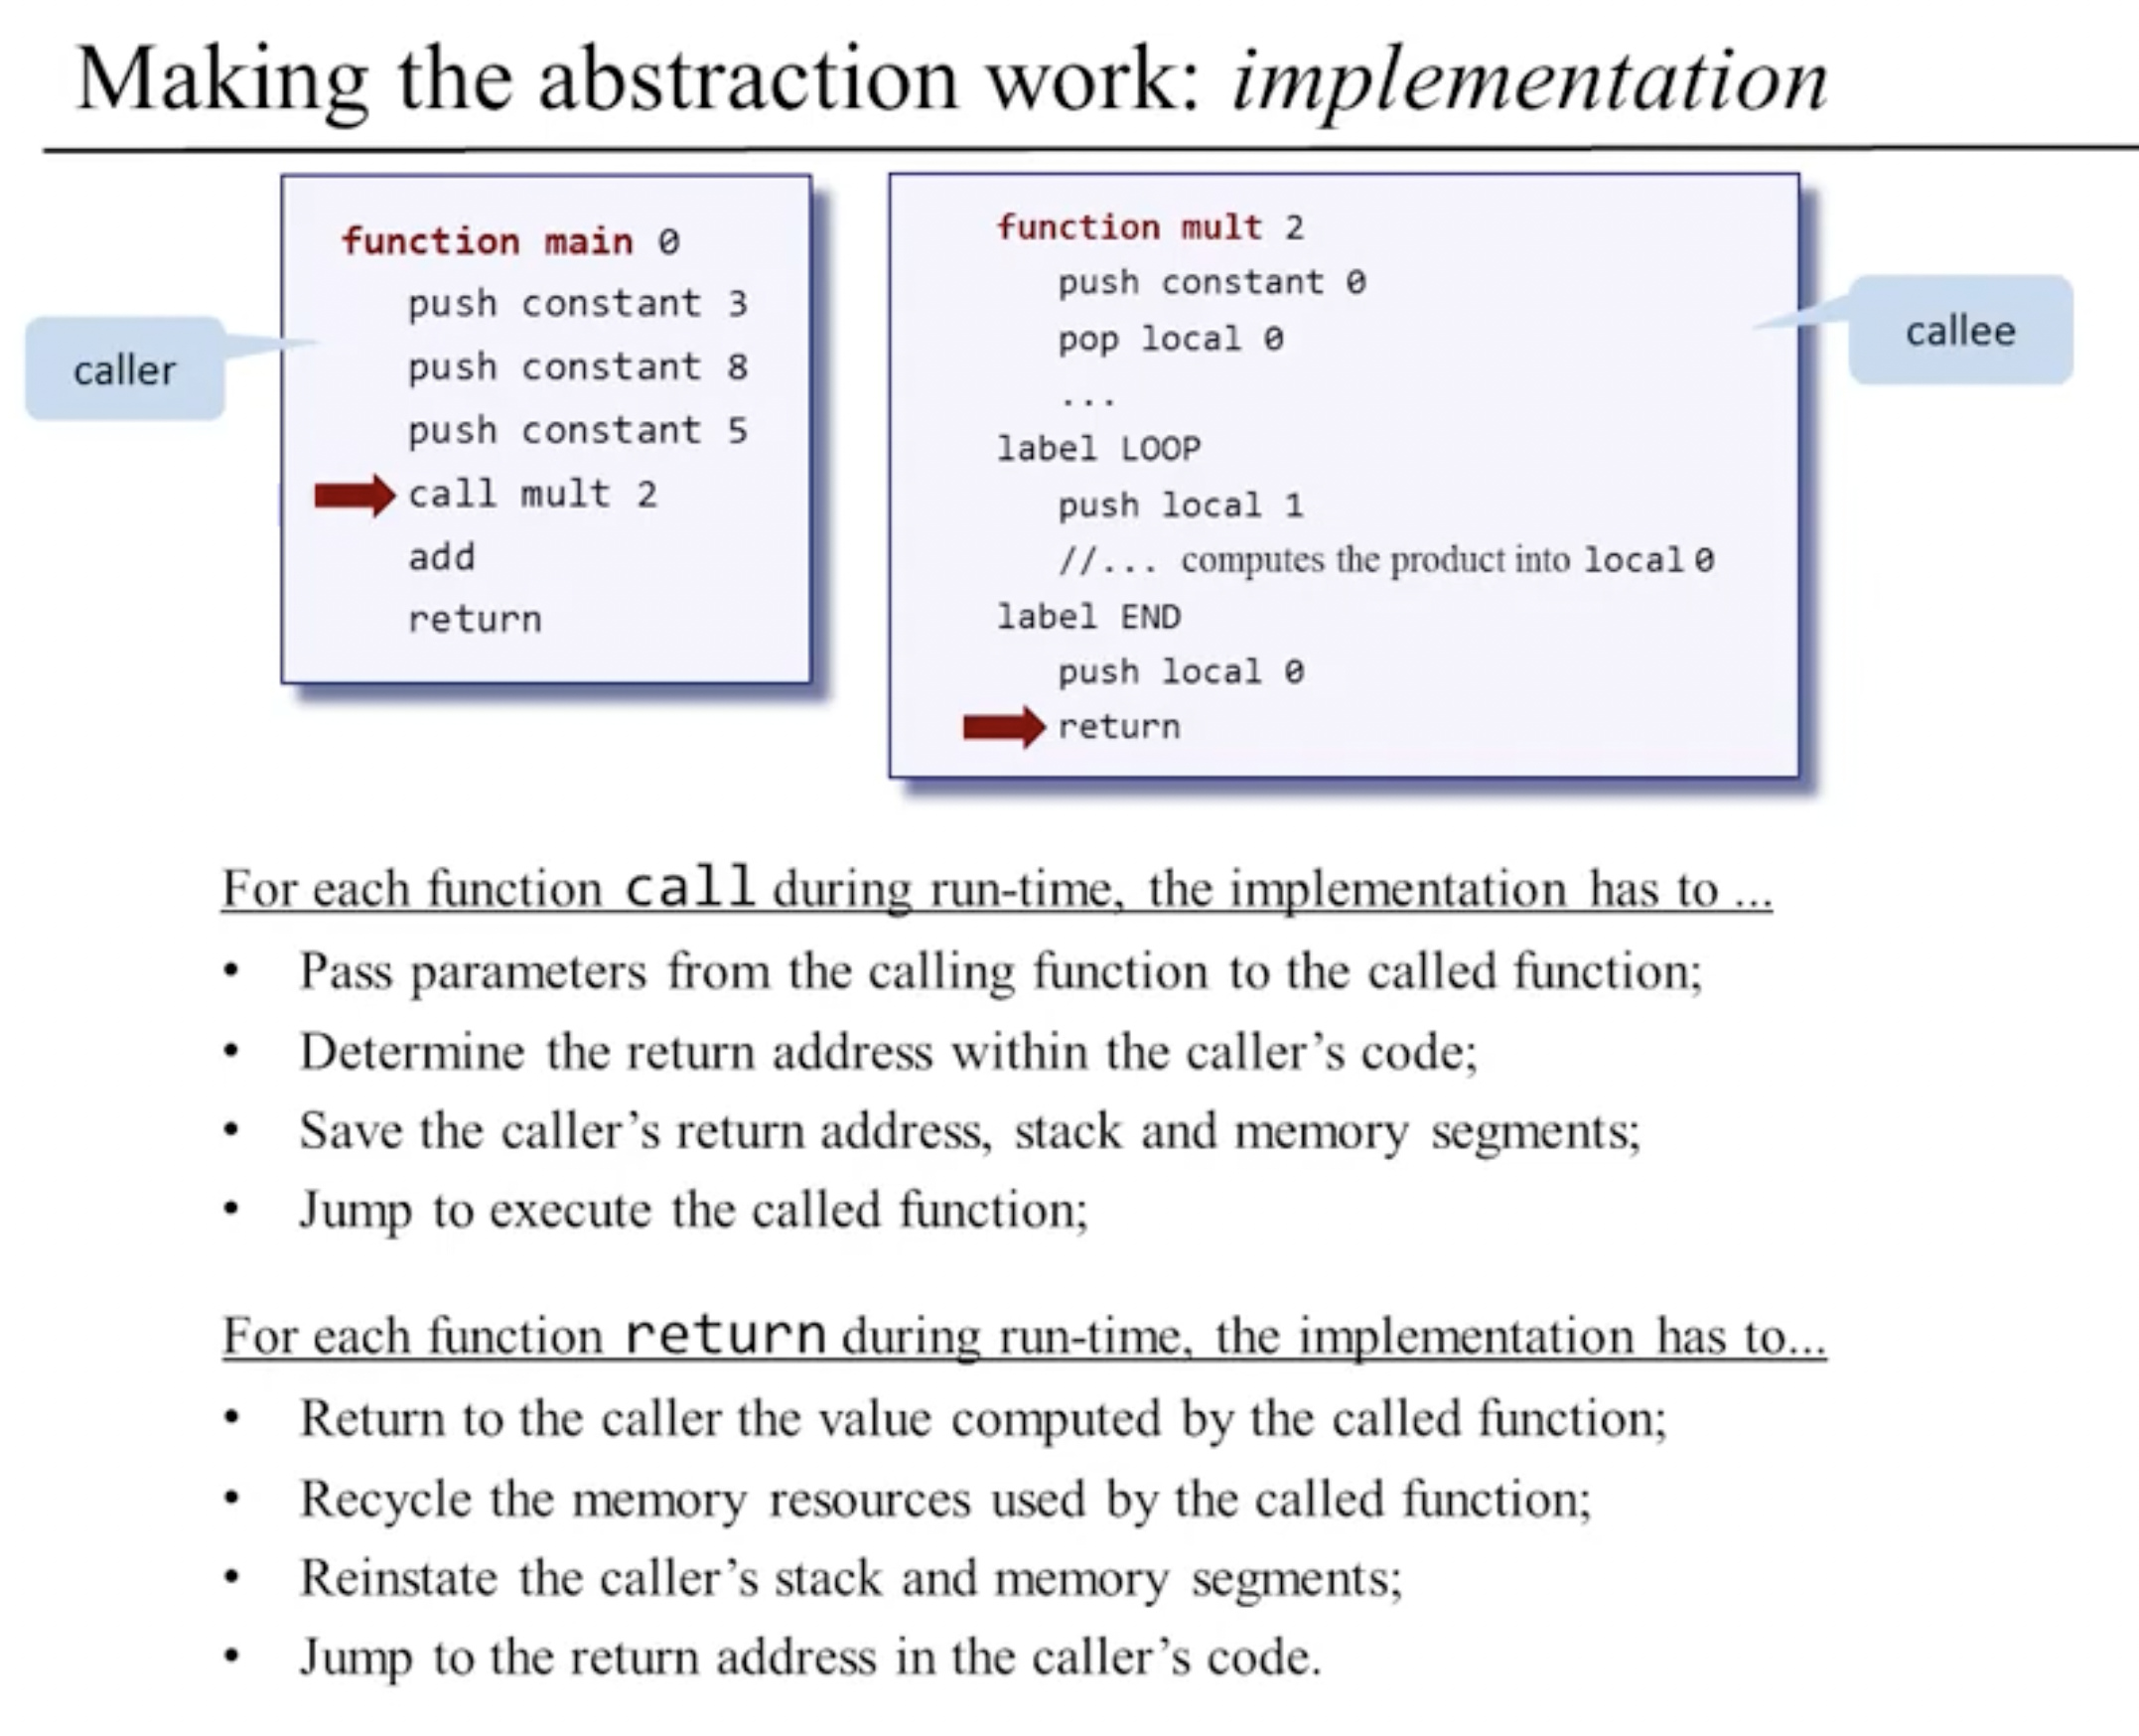 Making the abstraction work: implementation
caller
function main 0
push constant 3
push constant 8
push constant 5
call mult 2
add
return
function mult 2
push constant 0
pop local 0
...
label LOOP
push local 1
//... computes the product into local 0
label END
push local 0
return
callee
For each function call during run-time, the implementation has to ...
• Pass parameters from the calling function to the called function;
• Determine the return address within the caller’s code;
• Save the caller’s return address, stack and memory segments;
• Jump to execute the called function;
For each function return during run-time, the implementation has to...
• Return to the caller the value computed by the called function;
• Recycle the memory resources used by the called function;
• Reinstate the caller’s stack and memory segments;
• Jump to the return address in the caller’s code.